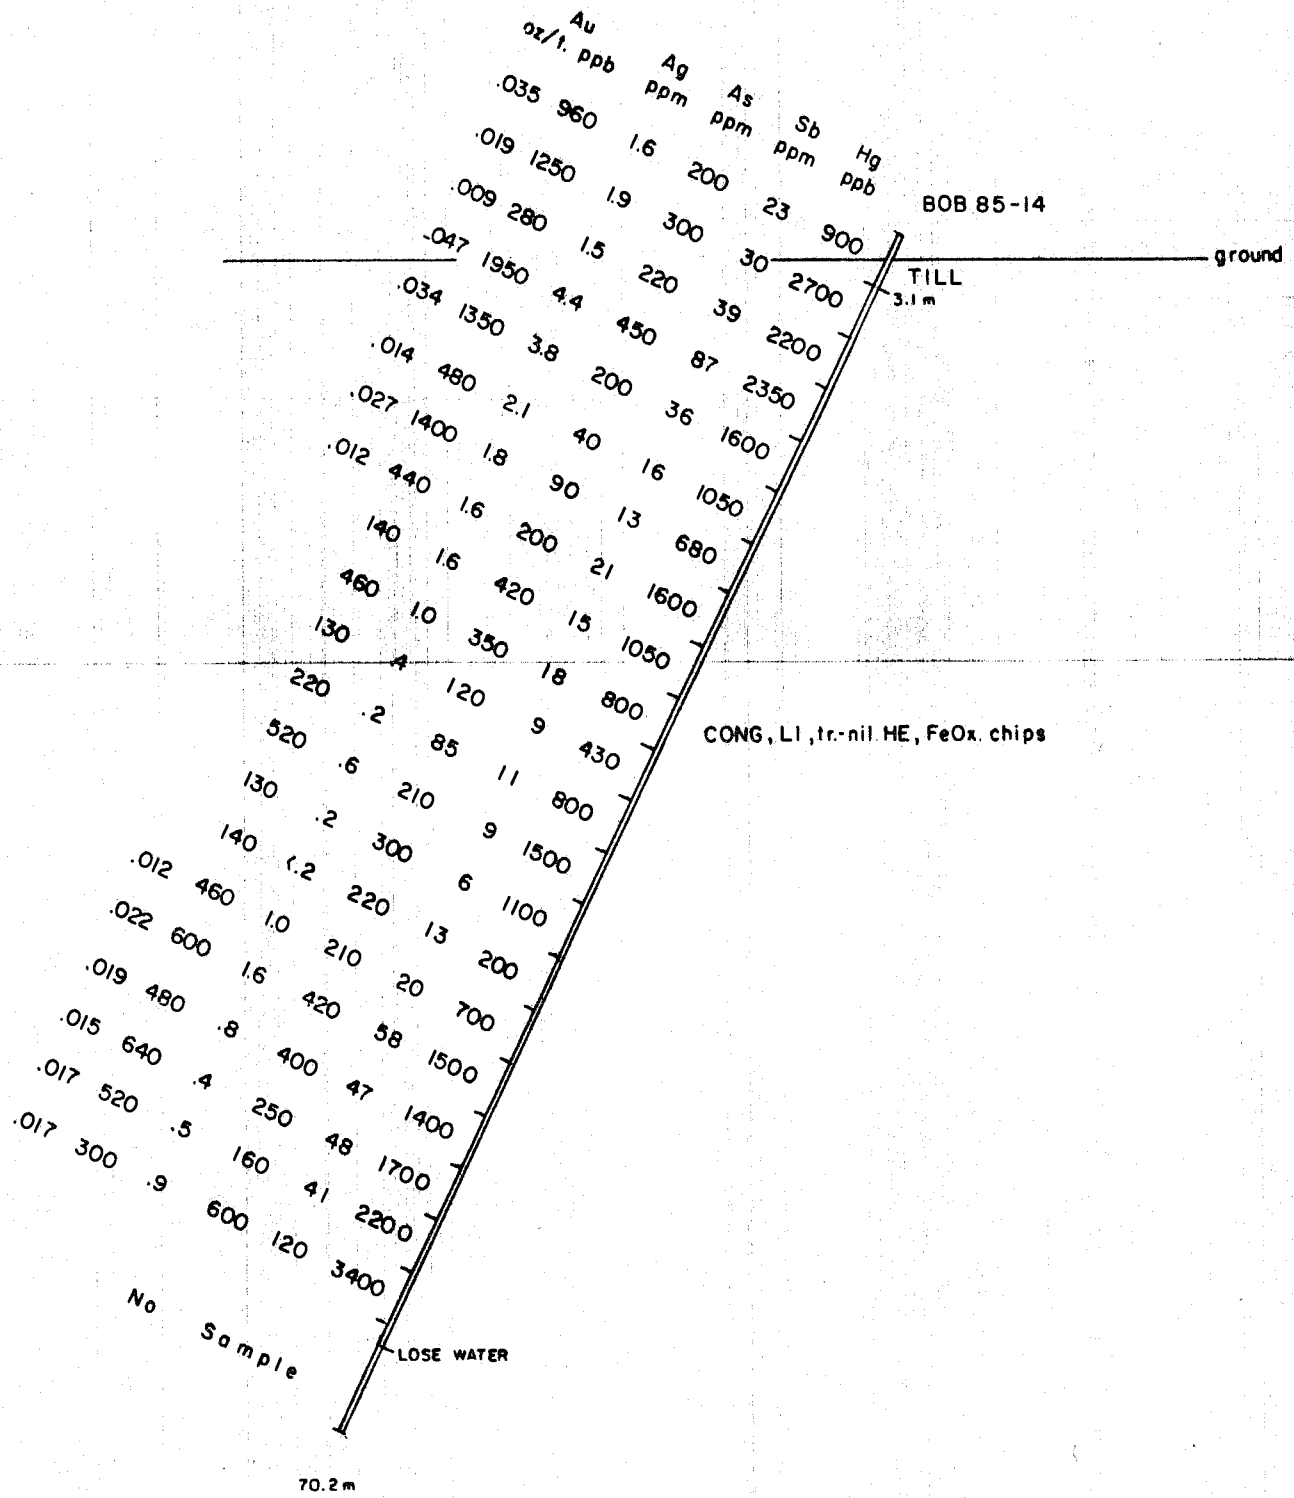 Au Ag As Sb Hg
oz/t. ppb ppm ppm ppm ppb
.035 960 1.6 200 23 900
.019 1250 1.9 300 30 2700
.009 280 1.5 220 39 2200
.047 1950 4.4 450 87 2350
.034 1350 3.8 200 36 1600
.014 480 2.1 40 16 1050
.027 1400 1.8 90 13 680
.012 440 1.6 200 21 1600
140 1.6 420 15 1050
460 1.0 350 18 800
130 .4 120 9 430
220 .2 85 11 800
520 .6 210 9 1500
130 .2 300 6 1100
140 <.2 220 13 200
.012 460 1.0 210 20 700
.022 600 1.6 420 58 1500
.019 480 .8 400 47 1400
.015 640 .4 250 48 1700
.017 520 .5 160 41 2200
.017 300 .9 600 120 3400
No Sample
BOB 85-14
ground
TILL
3.1 m
CONG, LI, tr.-nil HE, FeOx. chips
LOSE WATER
70.2 m